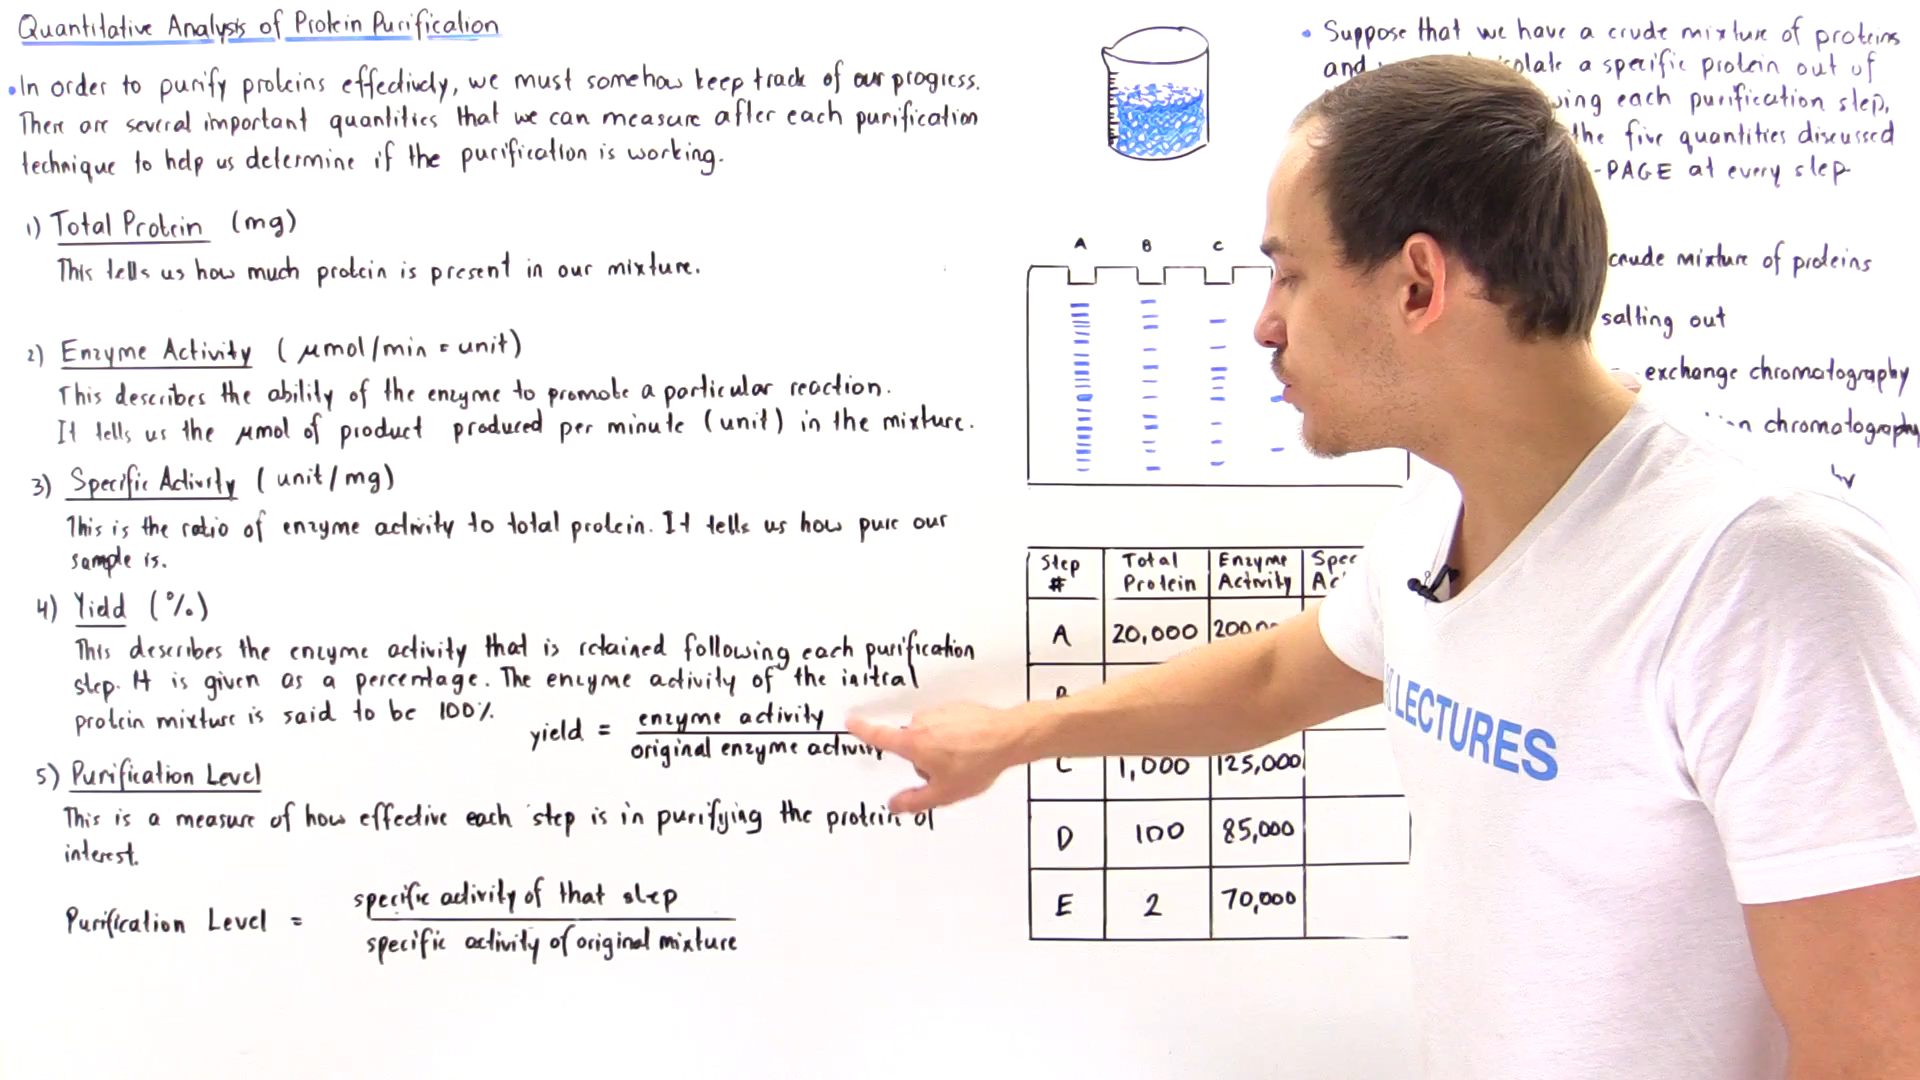 Quantitative Analysis of Protein Purification
• In order to purify proteins effectively, we must somehow keep track of our progress.
There are several important quantities that we can measure after each purification
technique to help us determine if the purification is working.
1) Total Protein (mg)
This tells us how much protein is present in our mixture.
2) Enzyme Activity (μmol/min = unit)
This describes the ability of the enzyme to promote a particular reaction.
It tells us the μmol of product produced per minute (unit) in the mixture.
3) Specific Activity (unit/mg)
This is the ratio of enzyme activity to total protein. It tells us how pure our
sample is.
4) Yield (%)
This describes the enzyme activity that is retained following each purification
step. It is given as a percentage. The enzyme activity of the initial
protein mixture is said to be 100%.
yield = enzyme activity
original enzyme activity
5) Purification Level
This is a measure of how effective each step is in purifying the protein of
interest.
Purification Level = specific activity of that step
specific activity of original mixture
• Suppose that we have a crude mixture of proteins
and a specific protein out of
each purification step,
the five quantities discussed
-PAGE at every step
A B C
crude mixture of proteins
salting out
exchange chromatography
chromatography
Step # Total Protein Enzyme Activity
A 20,000
C 1,000 125,000
D 100 85,000
E 2 70,000
LECTURES